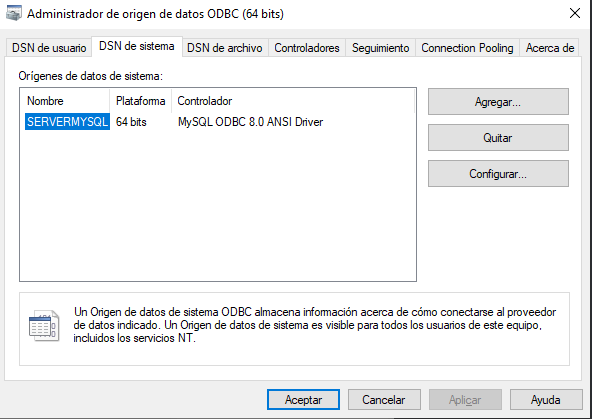 Administrador de origen de datos ODBC (64 bits)
DSN de usuario DSN de sistema DSN de archivo Controladores Seguimiento Connection Pooling Acerca de
Orígenes de datos de sistema:
Nombre Plataforma Controlador
SERVERMYSQL 64 bits MySQL ODBC 8.0 ANSI Driver
Agregar...
Quitar
Configurar...
Un Origen de datos de sistema ODBC almacena información acerca de cómo conectarse al proveedor
de datos indicado. Un Origen de datos de sistema es visible para todos los usuarios de este equipo,
incluidos los servicios NT.
Aceptar Cancelar Aplicar Ayuda